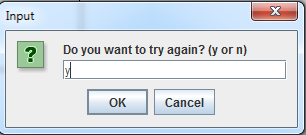 Input
Do you want to try again? (y or n)
y
OK Cancel